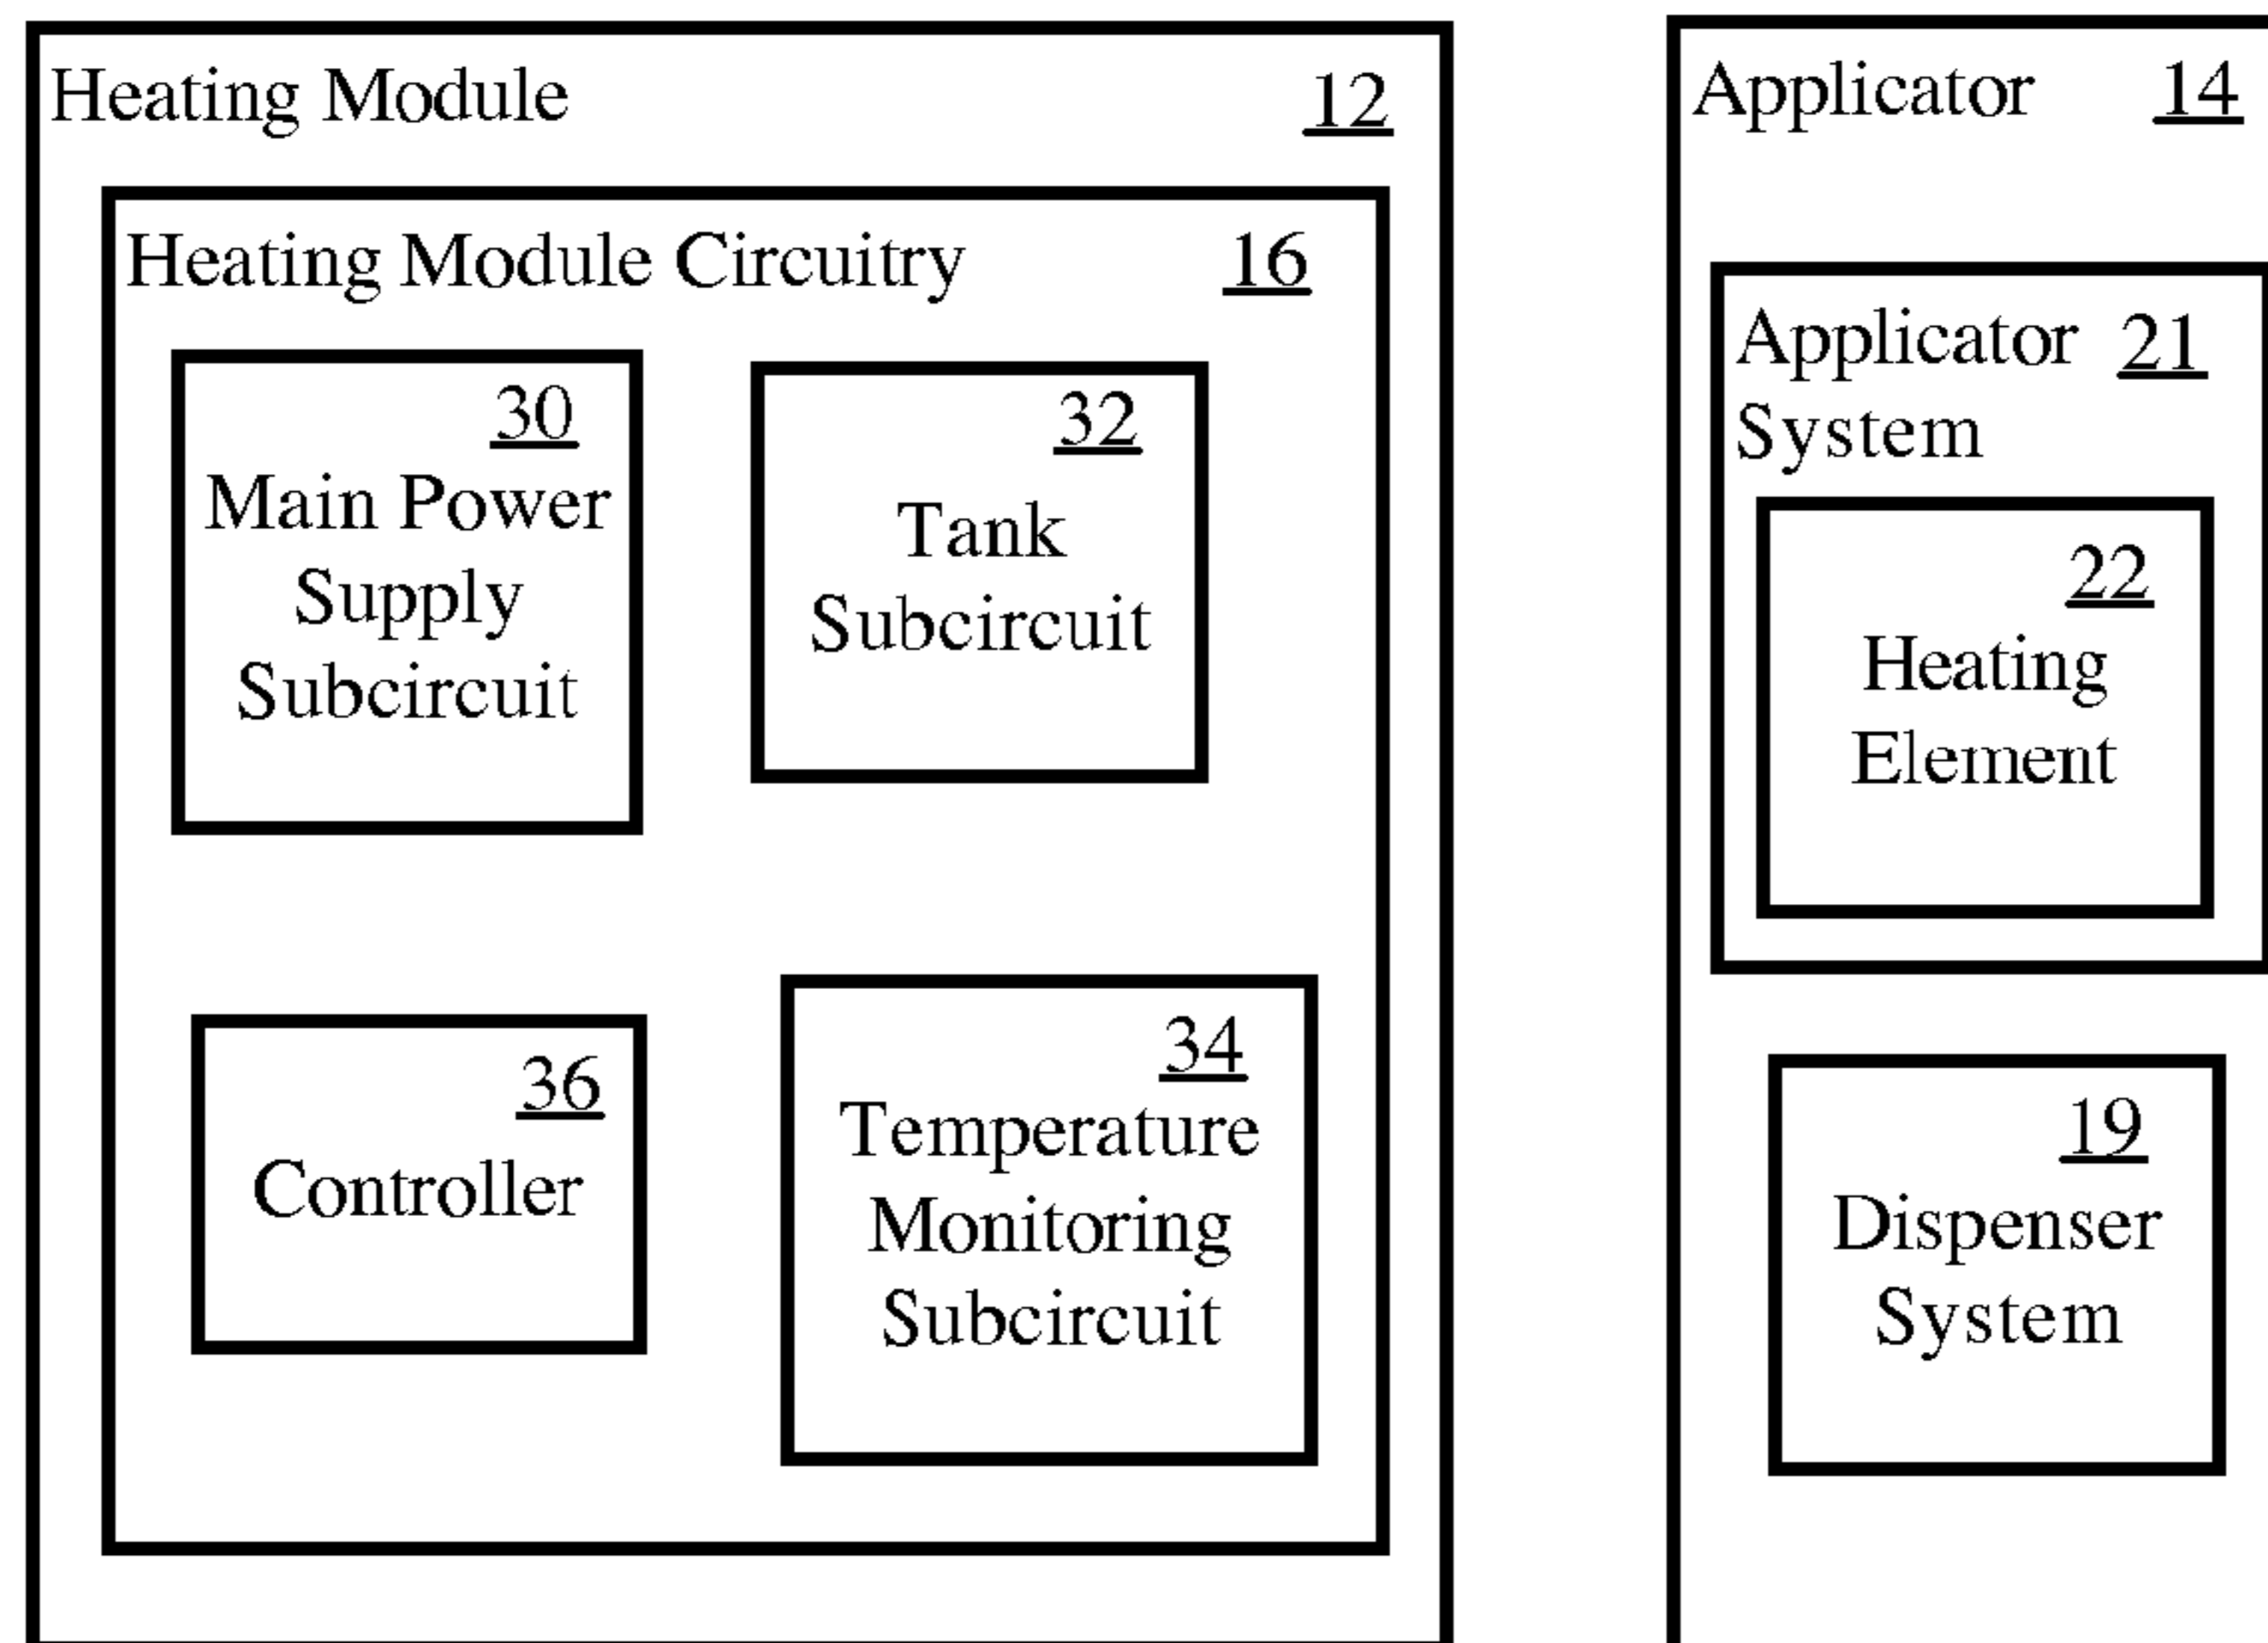 Heating Module 12
Heating Module Circuitry 16
30
Main Power
Supply
Subcircuit
32
Tank
Subcircuit
36
Controller
34
Temperature
Monitoring
Subcircuit
Applicator 14
Applicator 21
System
22
Heating
Element
19
Dispenser
System